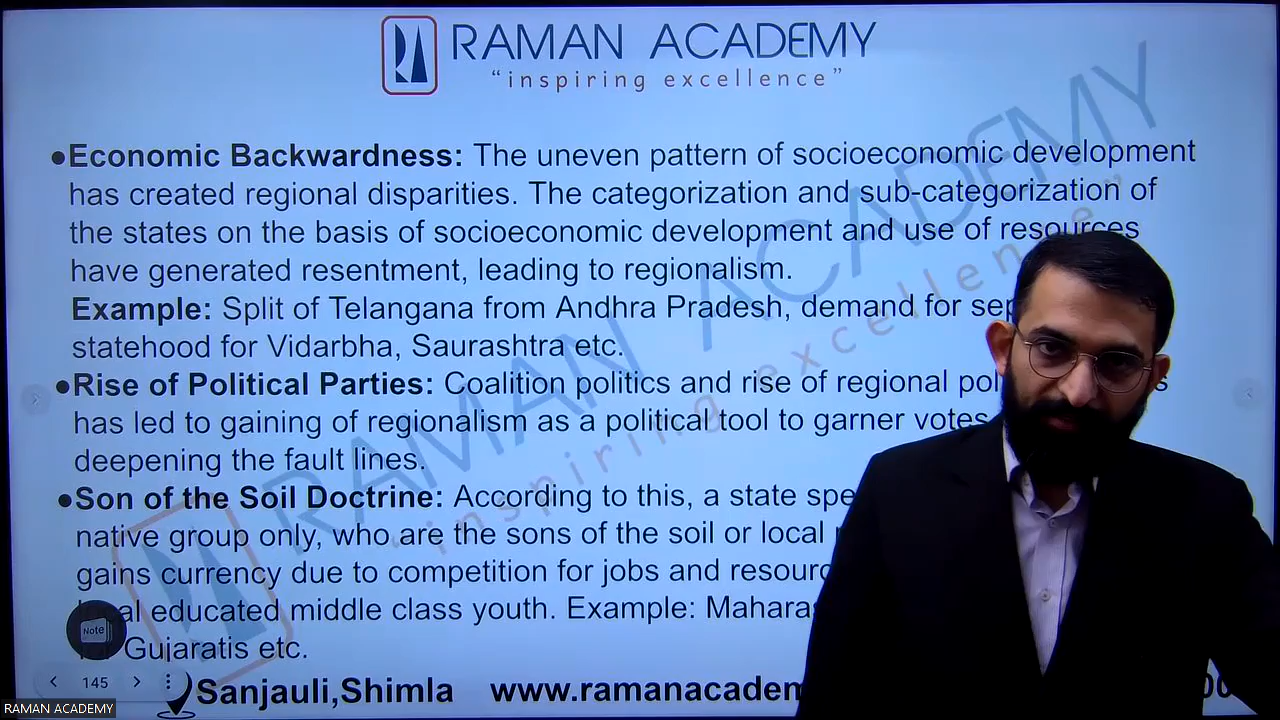 RAMAN ACADEMY
“inspiring excellence”
●Economic Backwardness: The uneven pattern of socioeconomic development
has created regional disparities. The categorization and sub-categorization of
the states on the basis of socioeconomic development and use of resources
have generated resentment, leading to regionalism.
Example: Split of Telangana from Andhra Pradesh, demand for
statehood for Vidarbha, Saurashtra etc.
●Rise of Political Parties: Coalition politics and rise of regional
has led to gaining of regionalism as a political tool to garner votes
deepening the fault lines.
●Son of the Soil Doctrine: According to this, a state
native group only, who are the sons of the soil or local
gains currency due to competition for jobs and
educated middle class youth. Example:
Gujaratis etc.
Note
145
Sanjauli,Shimla www.ramanacadem
RAMAN ACADEMY
RAMAN ACADEMY
“inspiring excellence”